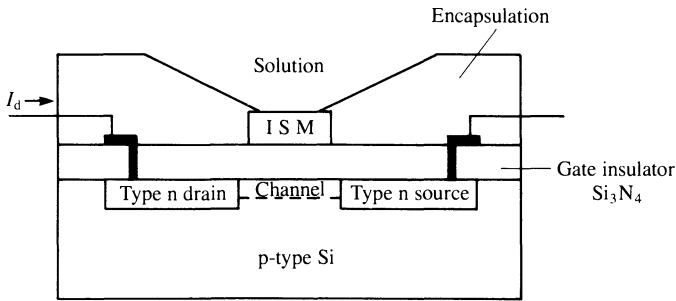 Encapsulation
Solution
I_d
I S M
Gate insulator
Si₃N₄
Type n drain
Channel
Type n source
p-type Si